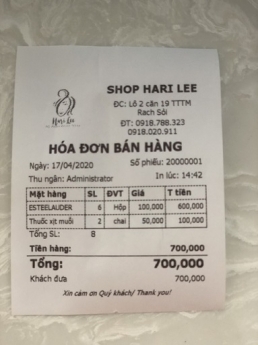 SHOP HARI LEE
Hari Lee
ĐC: Lô 2 căn 19 TTTM
Rạch Sỏi
ĐT: 0918.788.323
0918.020.911
HÓA ĐƠN BÁN HÀNG
Ngày: 17/04/2020 Số phiếu: 20000001
Thu ngân: Administrator In lúc: 14:42
Mặt hàng SL ĐVT Giá T tiền
ESTEELAUDER 6 Hộp 100,000 600,000
Thuốc xịt muỗi 2 chai 50,000 100,000
Tổng SL: 8
Tiền hàng: 700,000
Tổng: 700,000
Khách đưa 700,000
Xin cám ơn Quý khách/ Thank you!